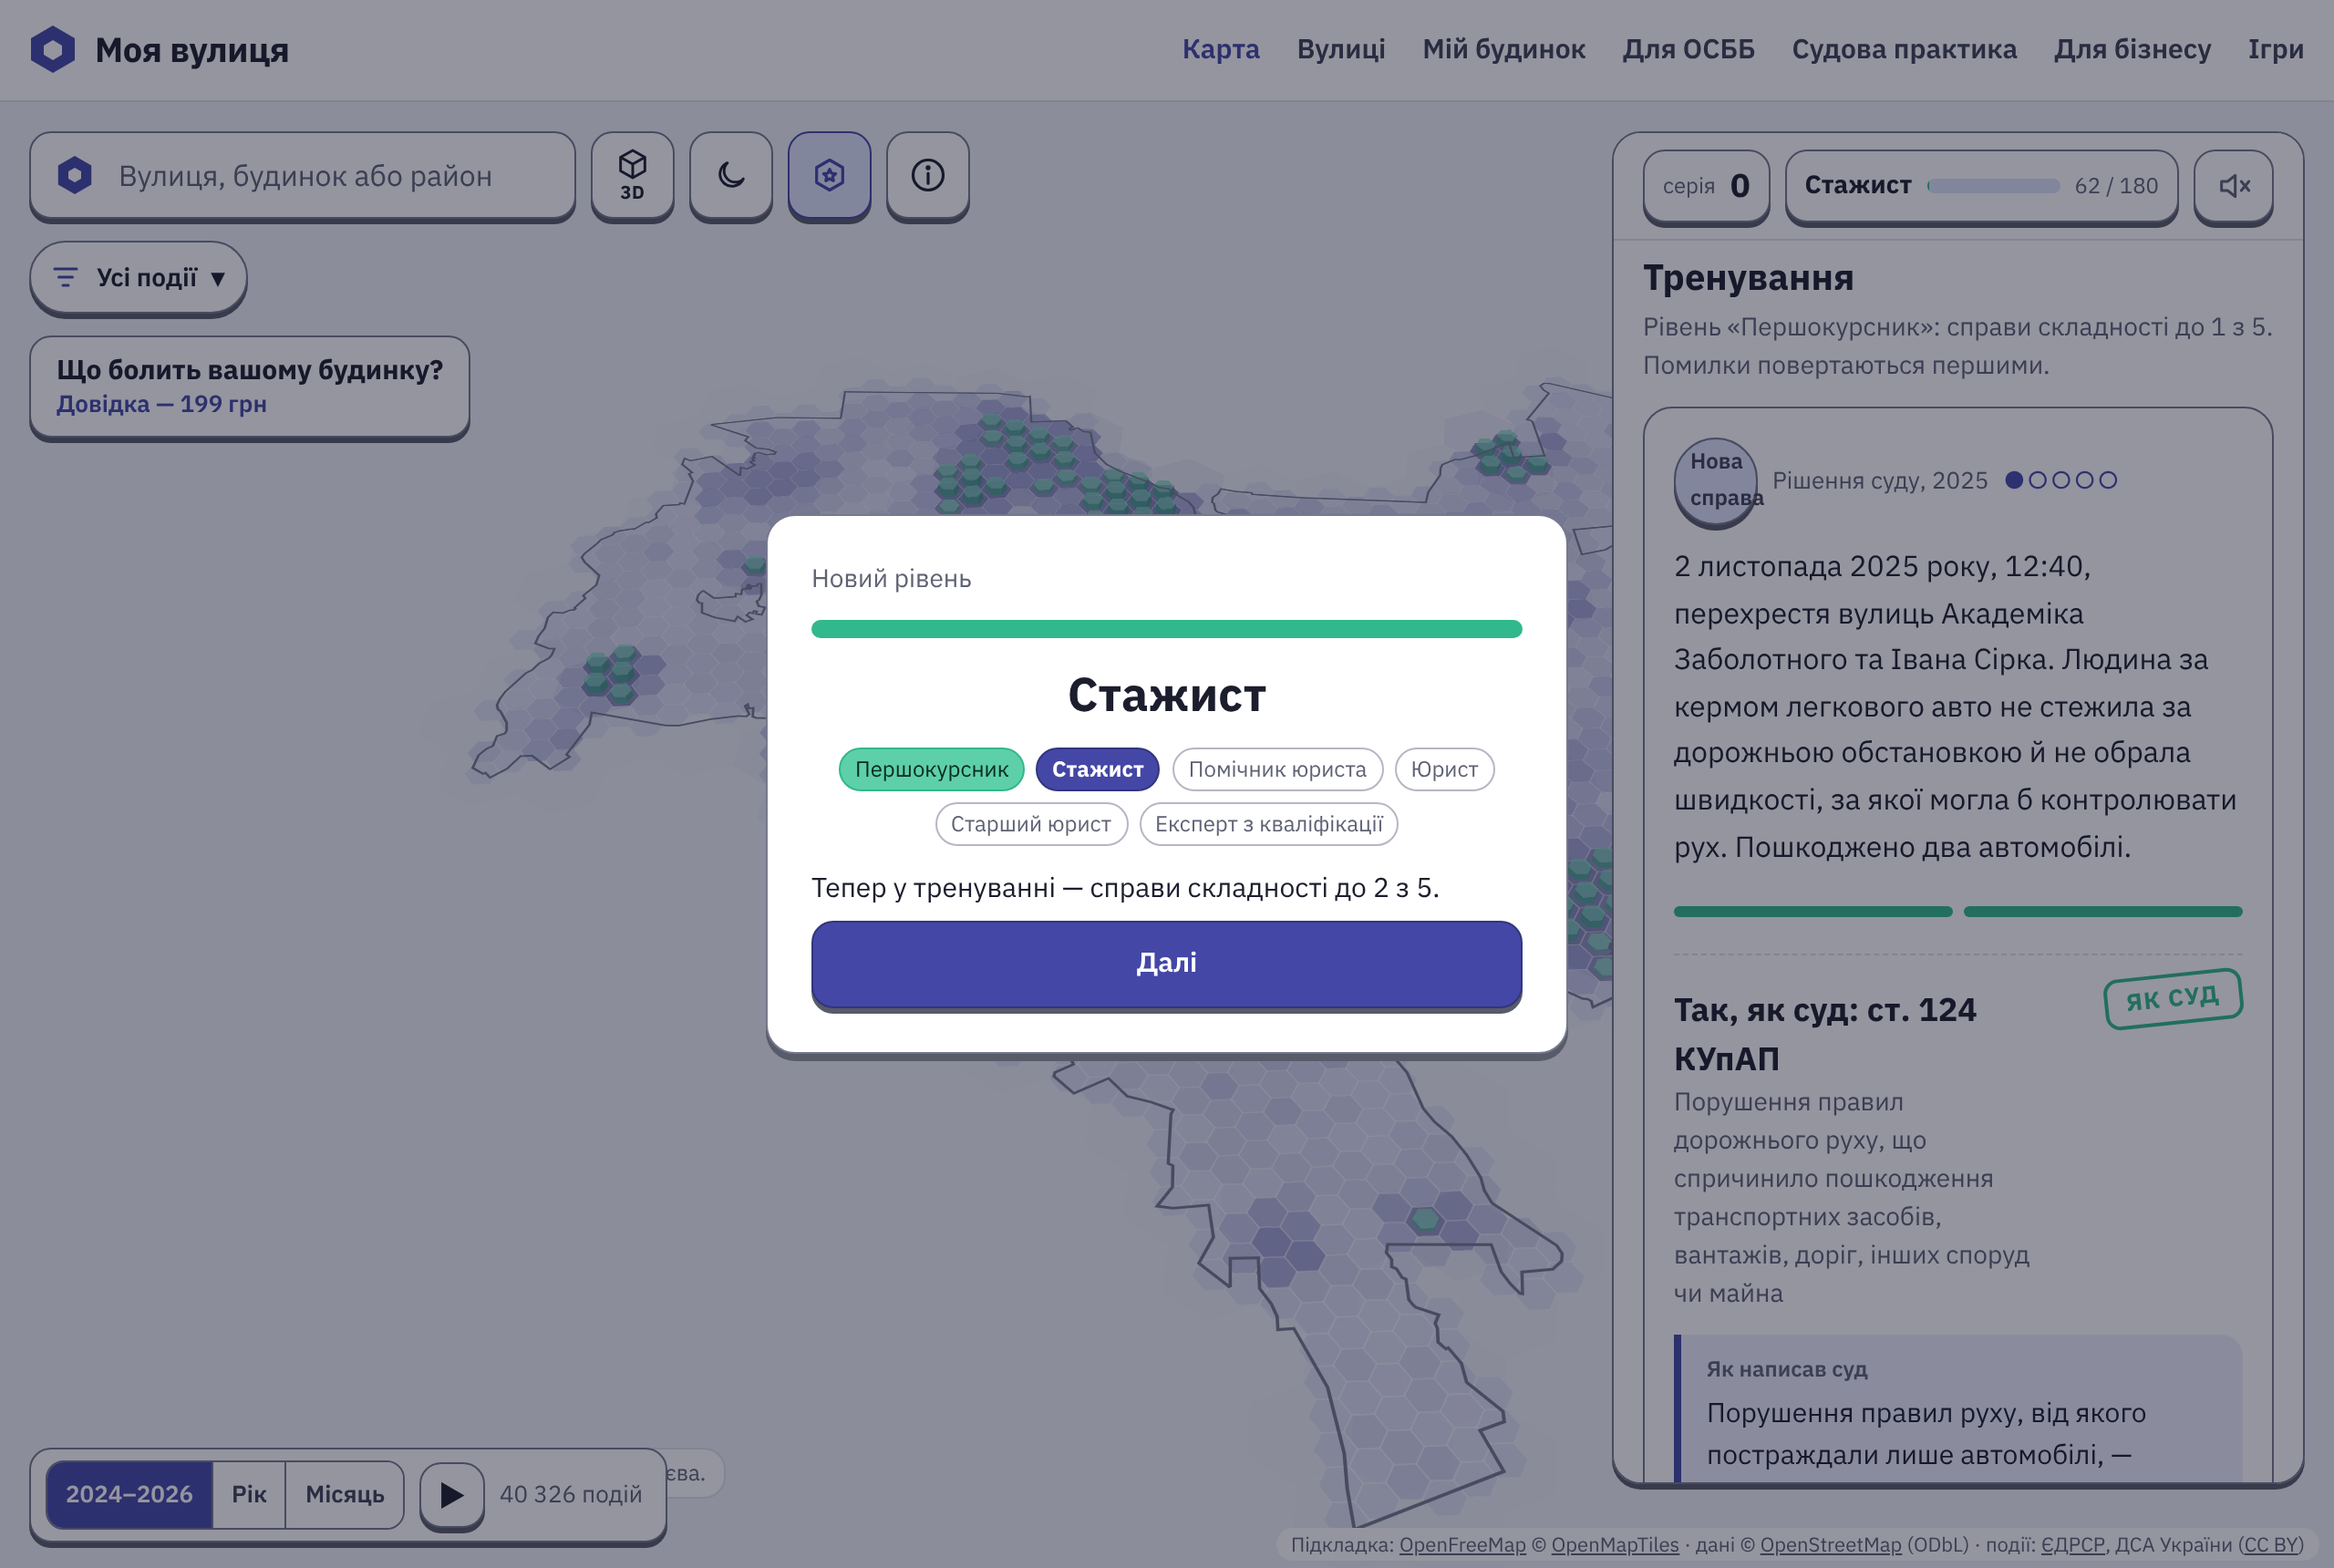 Моя вулиця
Карта Вулиці Мій будинок Для ОСББ Судова практика Для бізнесу Ігри
Вулиця, будинок або район
3D
Усі події ▼
Що болить вашому будинку?
Довідка — 199 грн
серія 0
Стажист 62 / 180
Тренування
Рівень «Першокурсник»: справи складності до 1 з 5.
Помилки повертаються першими.
Нова
справа
Рішення суду, 2025
2 листопада 2025 року, 12:40,
перехрестя вулиць Академіка
Заболотного та Івана Сірка. Людина за
кермом легкового авто не стежила за
дорожньою обстановкою й не обрала
швидкості, за якої могла б контролювати
рух. Пошкоджено два автомобілі.
Так, як суд: ст. 124
КУпАП
ЯК СУД
Порушення правил
дорожнього руху, що
спричинило пошкодження
транспортних засобів,
вантажів, доріг, інших споруд
чи майна
Як написав суд
Порушення правил руху, від якого
постраждали лише автомобілі, —
Новий рівень
Стажист
Першокурсник Стажист Помічник юриста Юрист
Старший юрист Експерт з кваліфікації
Тепер у тренуванні — справи складності до 2 з 5.
Далі
2024–2026 Рік Місяць 40 326 подій
єва.
Підкладка: OpenFreeMap © OpenMapTiles · дані © OpenStreetMap (ODbL) · події: ЄДРСР, ДСА України (CC BY)